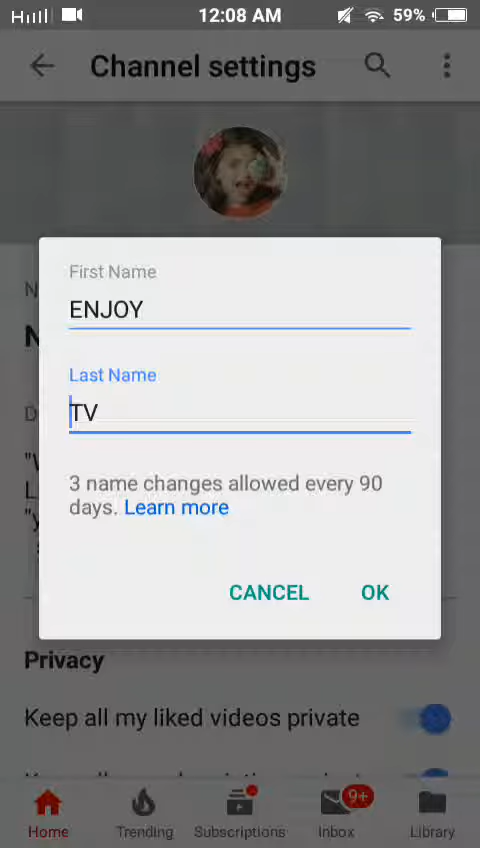 12:08 AM
59%
Channel settings
First Name
ENJOY
Last Name
TV
3 name changes allowed every 90
days. Learn more
CANCEL
OK
Privacy
Keep all my liked videos private
9+
Home
Trending
Subscriptions
Inbox
Library